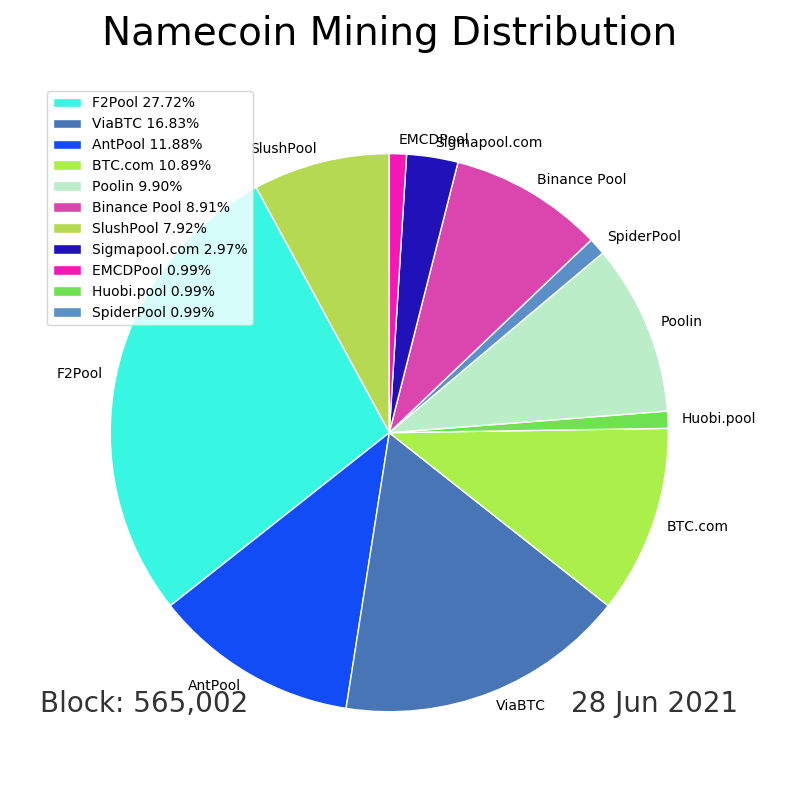 Namecoin Mining Distribution
F2Pool 27.72%
ViaBTC 16.83%
AntPool 11.88%
BTC.com 10.89%
Poolin 9.90%
Binance Pool 8.91%
SlushPool 7.92%
Sigmapool.com 2.97%
EMCDPool 0.99%
Huobi.pool 0.99%
SpiderPool 0.99%
EMCDPool
Sigmapool.com
SlushPool
Binance Pool
SpiderPool
Poolin
F2Pool
Huobi.pool
BTC.com
AntPool
ViaBTC
Block: 565,002
28 Jun 2021